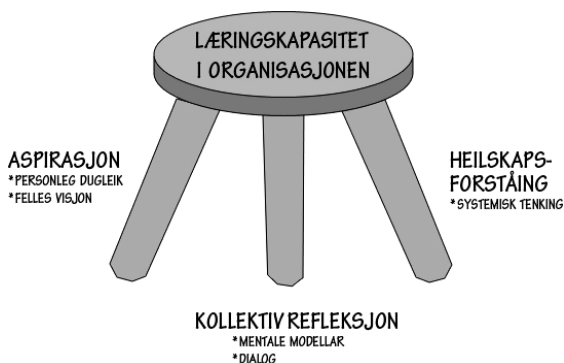 LÆRINGSKAPASITET
I ORGANISASJONEN
ASPIRASJON
*PERSONLEG DUGLEIK
*FELLES VISJON
HEILSKAPS-
FORSTÅING
*SYSTEMISK TENKING
KOLLEKTIV REFLEKSJON
*MENTALE MODELLAR
*DIALOG